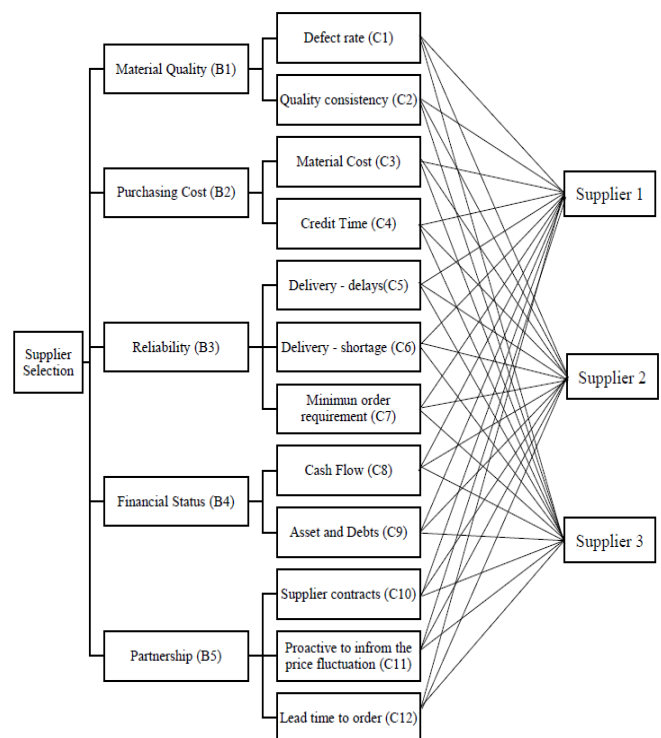 Supplier
Selection
Material Quality (B1)
Purchasing Cost (B2)
Reliability (B3)
Financial Status (B4)
Partnership (B5)
Defect rate (C1)
Quality consistency (C2)
Material Cost (C3)
Credit Time (C4)
Delivery - delays(C5)
Delivery - shortage (C6)
Minimun order
requirement (C7)
Cash Flow (C8)
Asset and Debts (C9)
Supplier contracts (C10)
Proactive to infrom the
price fluctuation (C11)
Lead time to order (C12)
Supplier 1
Supplier 2
Supplier 3